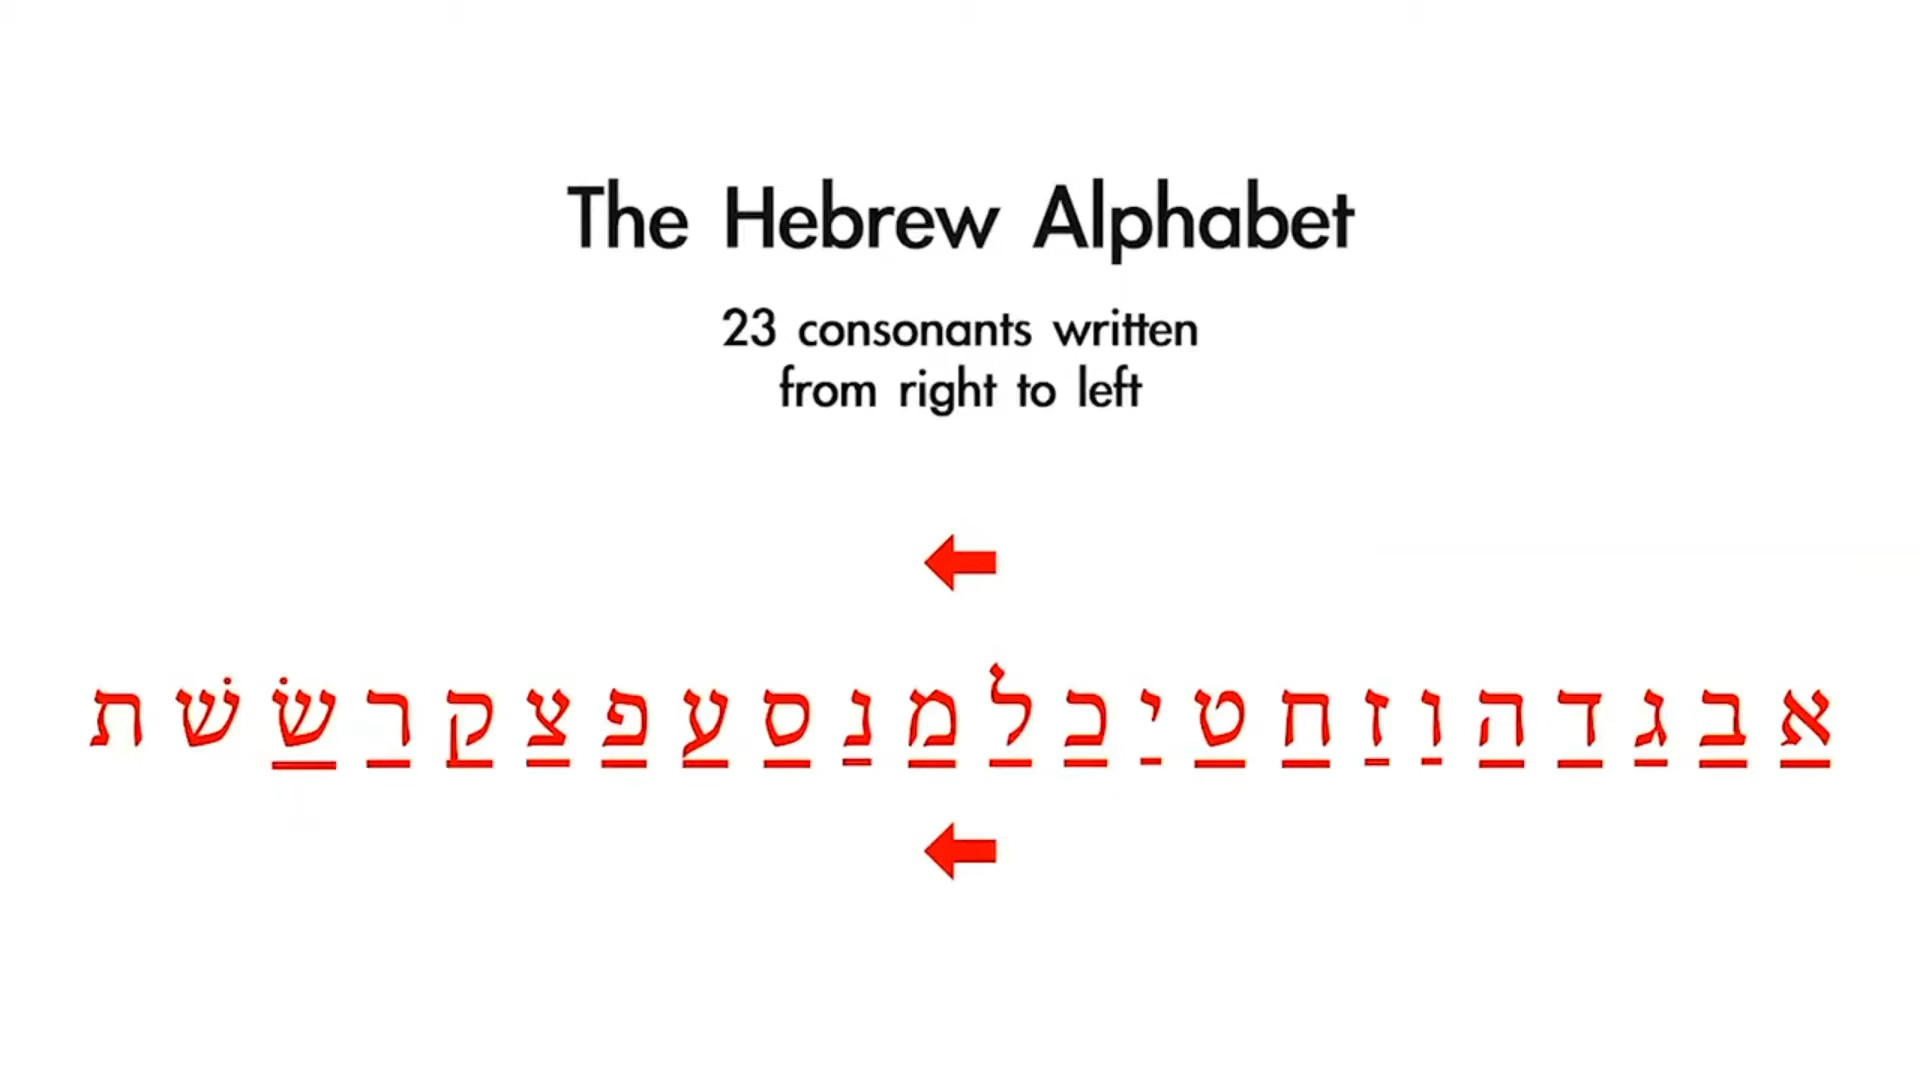 The Hebrew Alphabet
23 consonants written
from right to left
א ב ג ד ה ו ז ח ט י כ ל מ נ ס ע פ צ ק ר שׂ שׁ ת